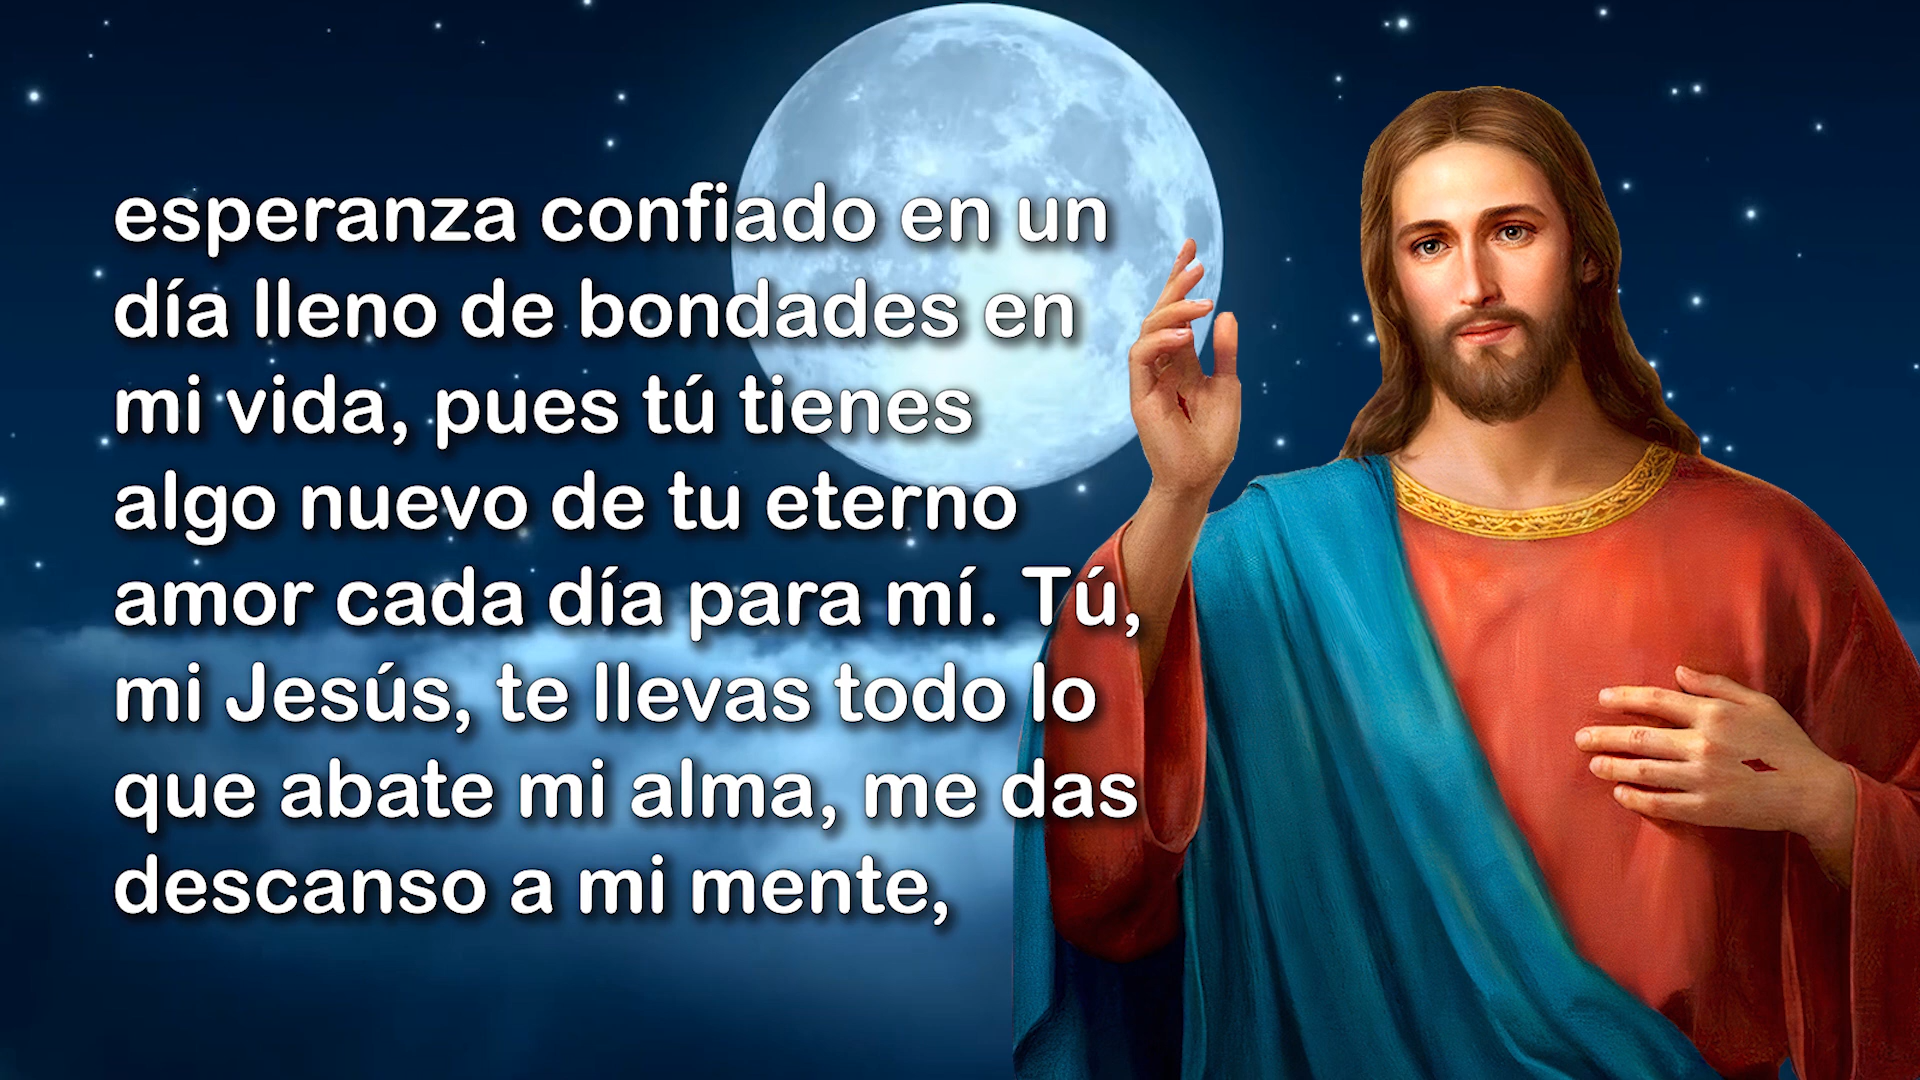 esperanza confiado en un
día lleno de bondades en
mi vida, pues tú tienes
algo nuevo de tu eterno
amor cada día para mí. Tú,
mi Jesús, te llevas todo lo
que abate mi alma, me das
descanso a mi mente,